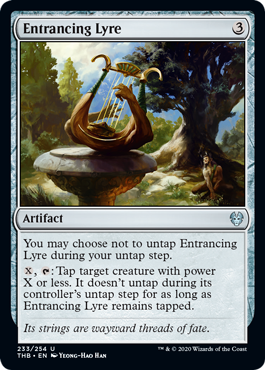 Entrancing Lyre 3
Artifact
You may choose not to untap Entrancing
Lyre during your untap step.
X, T: Tap target creature with power
X or less. It doesn't untap during its
controller's untap step for as long as
Entrancing Lyre remains tapped.
Its strings are wayward threads of fate.
233/254 U
THB • EN Yeong-Hao Han ™ & © 2020 Wizards of the Coast